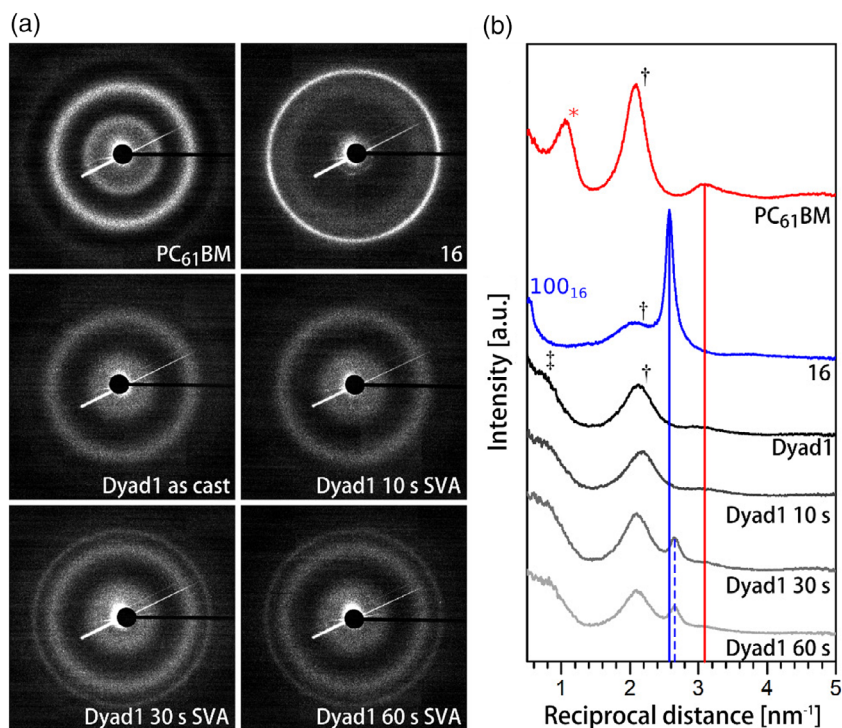 (a)
PC₆₁BM
16
Dyad1 as cast
Dyad1 10 s SVA
Dyad1 30 s SVA
Dyad1 60 s SVA
(b)
Intensity [a.u.]
†
*
PC₆₁BM
100₁₆
†
16
‡
†
Dyad1
Dyad1 10 s
Dyad1 30 s
Dyad1 60 s
1 2 3 4 5
Reciprocal distance [nm⁻¹]